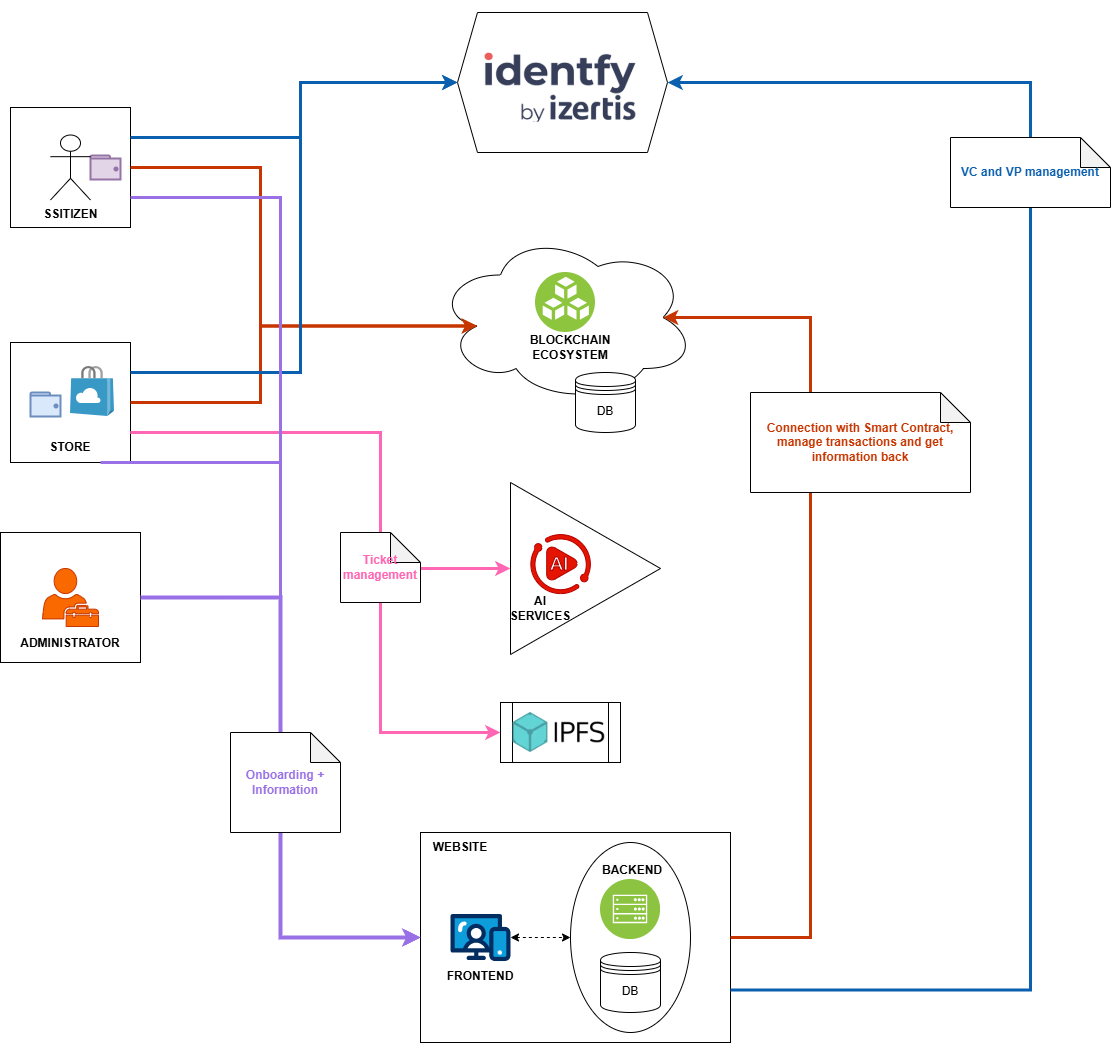 identfy
by izertis
VC and VP management
SSITIZEN
BLOCKCHAIN
ECOSYSTEM
DB
STORE
Connection with Smart Contract,
manage transactions and get
information back
Ticket
management
AI
AI
SERVICES
ADMINISTRATOR
IPFS
Onboarding +
Information
WEBSITE
BACKEND
FRONTEND
DB